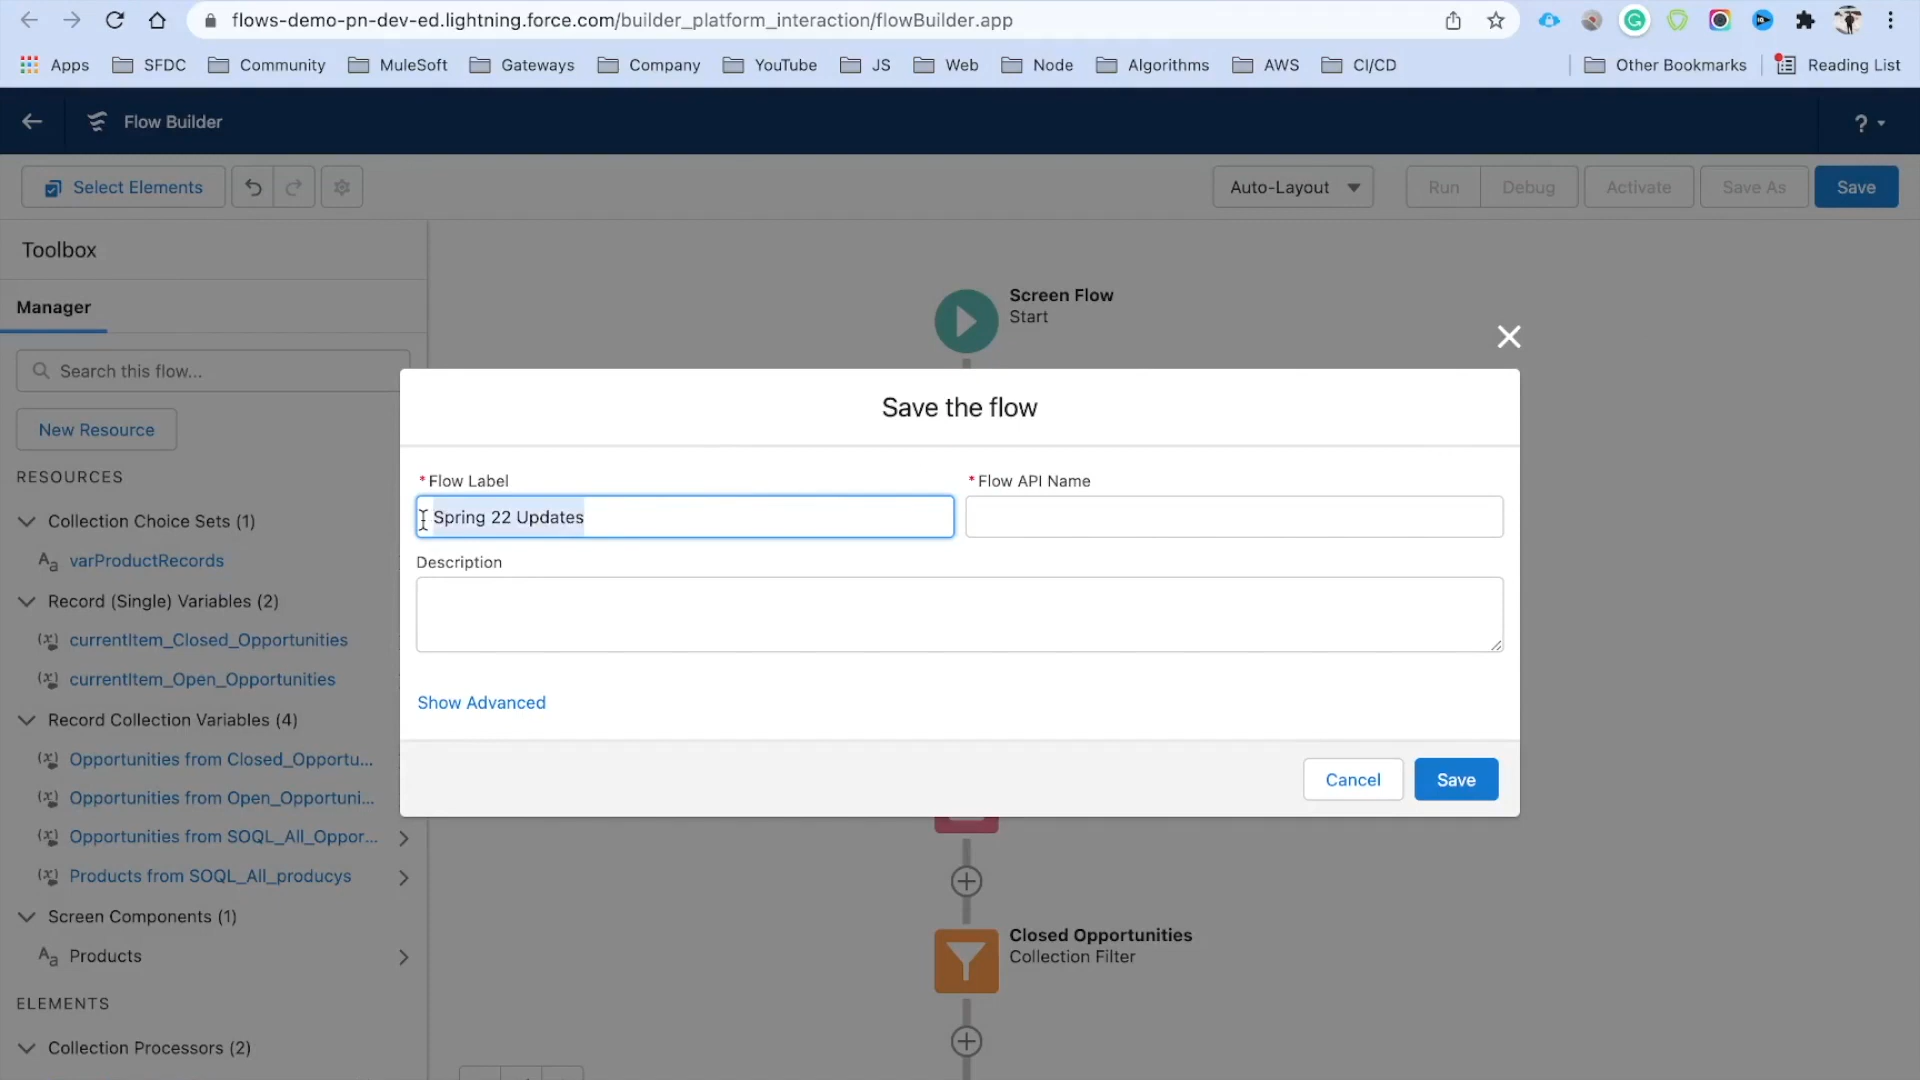 flows-demo-pn-dev-ed.lightning.force.com/builder_platform_interaction/flowBuilder.app
Apps SFDC Community MuleSoft Gateways Company YouTube JS Web Node Algorithms AWS CI/CD Other Bookmarks Reading List
Flow Builder ?
Select Elements Auto-Layout Run Debug Activate Save As Save
Toolbox
Manager
Search this flow...
New Resource
RESOURCES
Collection Choice Sets (1)
varProductRecords
Record (Single) Variables (2)
currentItem_Closed_Opportunities
currentItem_Open_Opportunities
Record Collection Variables (4)
Opportunities from Closed_Opportu...
Opportunities from Open_Opportuni...
Opportunities from SOQL_All_Oppor...
Products from SOQL_All_producys
Screen Components (1)
Products
ELEMENTS
Collection Processors (2)
Screen Flow
Start
Save the flow
*Flow Label
Spring 22 Updates
*Flow API Name
Description
Show Advanced
Cancel Save
Closed Opportunities
Collection Filter